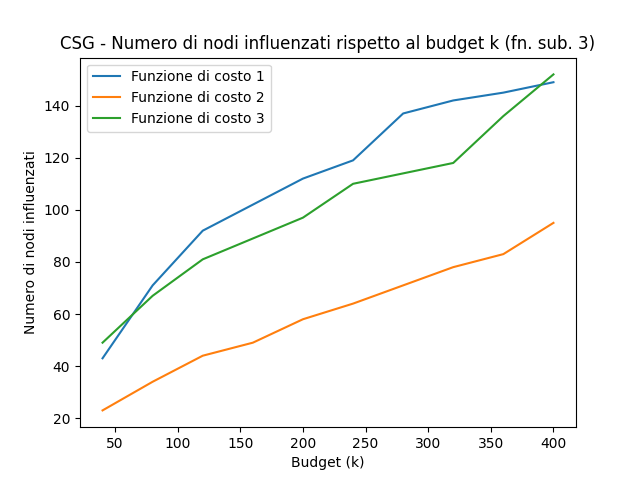 CSG - Numero di nodi influenzati rispetto al budget k (fn. sub. 3)
Funzione di costo 1
Funzione di costo 2
Funzione di costo 3
Numero di nodi influenzati
140
120
100
80
60
40
20
50 100 150 200 250 300 350 400
Budget (k)